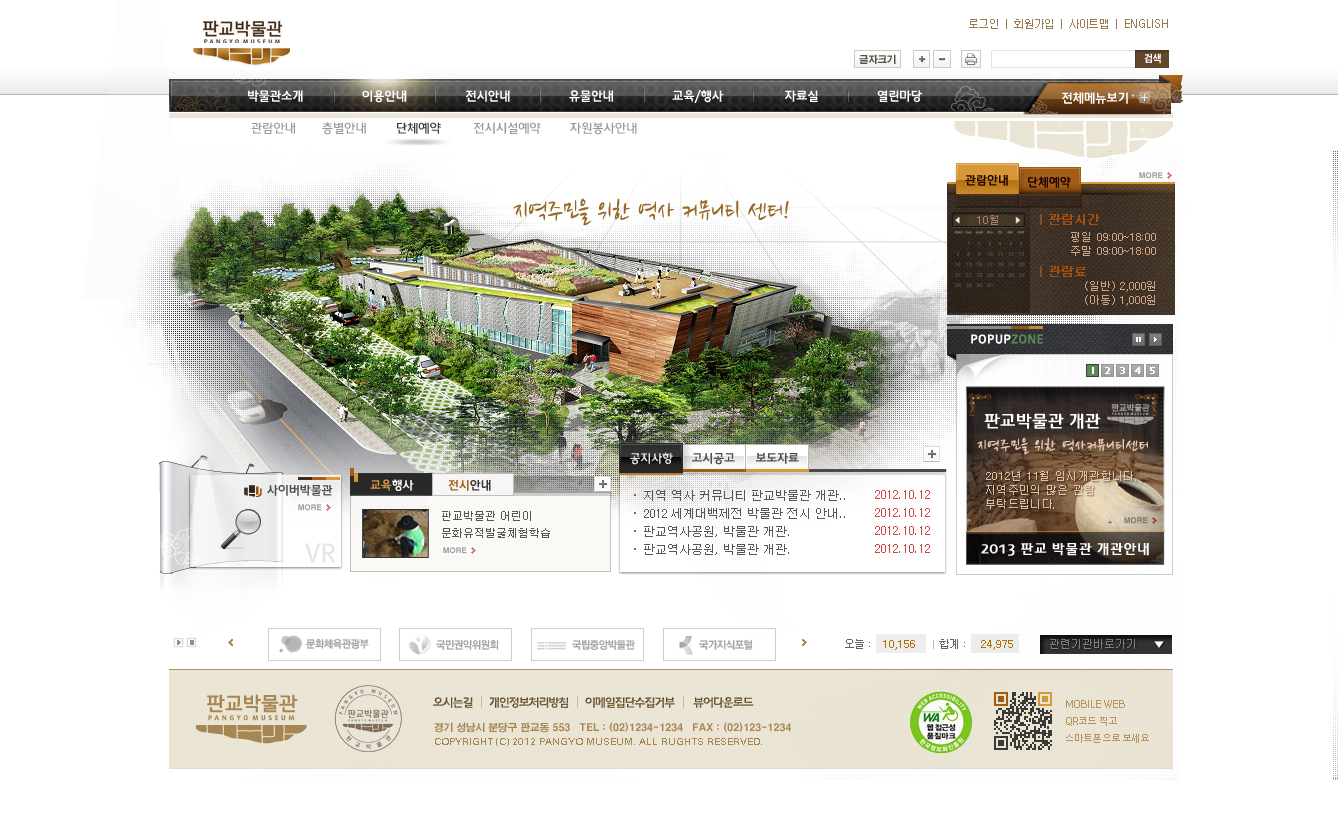 판교박물관
PANGYO MUSEUM
로그인 | 회원가입 | 사이트맵 | ENGLISH
글자크기 + - 검색
박물관소개 이용안내 전시안내 유물안내 교육/행사 자료실 열린마당 전체메뉴보기 +
관람안내 층별안내 단체예약 전시시설예약 자원봉사안내
지역주민을 위한 역사 커뮤니티 센터!
관람안내 단체예약 MORE
10월
관람시간
평일 09:00~18:00
주말 09:00~18:00
관람료
(일반) 2,000원
(아동) 1,000원
POPUPZONE
1 2 3 4 5
판교박물관
판교박물관 개관
지역주민을 위한 역사커뮤니티센터
2012년 11월 임시개관합니다.
지역주민의 많은 관람
부탁드립니다.
MORE
2013 판교 박물관 개관안내
사이버박물관
MORE
VR
교육행사 전시안내 +
판교박물관 어린이
문화유적발굴체험학습
MORE
공지사항 고시공고 보도자료 +
· 지역 역사 커뮤니티 판교박물관 개관.. 2012.10.12
· 2012 세계대백제전 박물관 전시 안내.. 2012.10.12
· 판교역사공원, 박물관 개관. 2012.10.12
· 판교역사공원, 박물관 개관. 2012.10.12
문화체육관광부 국민권익위원회 국립중앙박물관 국가지식포털
오늘 : 10,156 | 합계 : 24,975
관련기관바로가기
판교박물관
PANGYO MUSEUM
PANGYO MUSEUM
판교박물관
판교박물관
오시는길 | 개인정보처리방침 | 이메일집단수집거부 | 뷰어다운로드
경기 성남시 분당구 판교동 553 TEL : (02)1234-1234 FAX : (02)123-1234
COPYRIGHT (C) 2012 PANGYO MUSEUM. ALL RUGHTS RESERVED.
WEB ACCESSIBILITY
WA
웹 접근성
품질마크
MOBILE WEB
QR코드 찍고
스마트폰으로 보세요